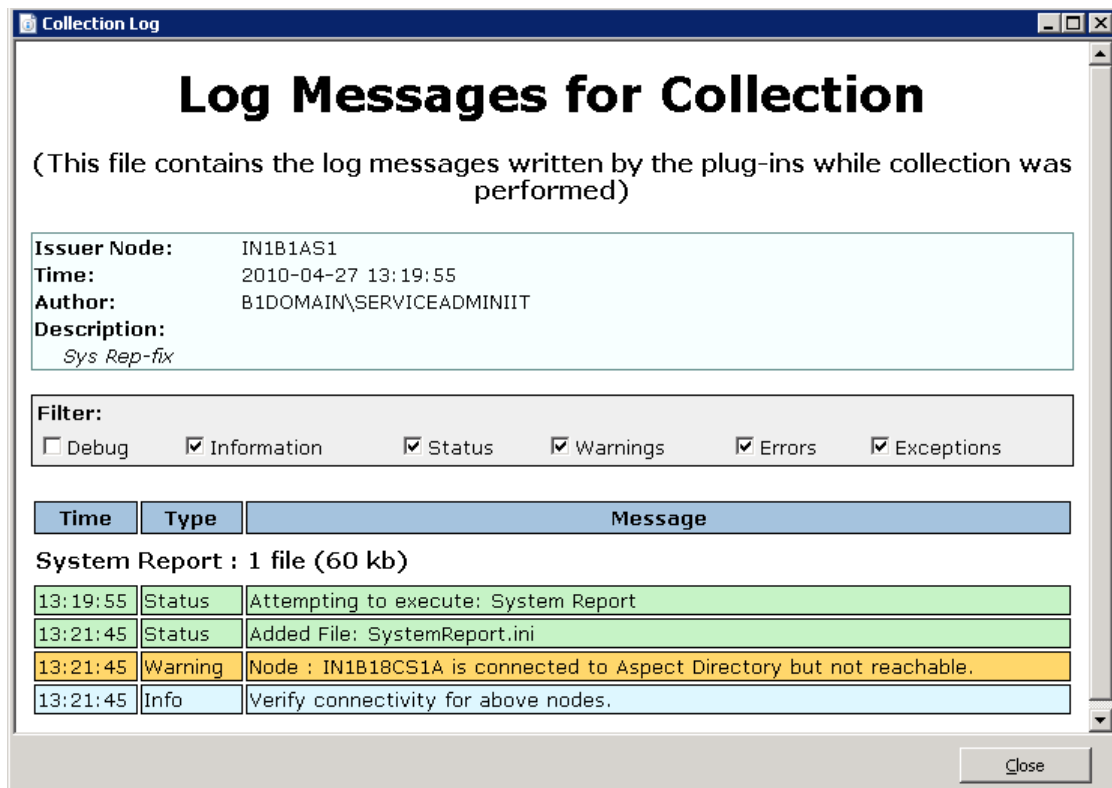 Collection Log
Log Messages for Collection
(This file contains the log messages written by the plug-ins while collection was
performed)
Issuer Node: IN1B1AS1
Time: 2010-04-27 13:19:55
Author: B1DOMAIN\SERVICEADMINIIT
Description:
Sys Rep-fix
Filter:
Debug Information Status Warnings Errors Exceptions
Time Type Message
System Report : 1 file (60 kb)
13:19:55 Status Attempting to execute: System Report
13:21:45 Status Added File: SystemReport.ini
13:21:45 Warning Node : IN1B18CS1A is connected to Aspect Directory but not reachable.
13:21:45 Info Verify connectivity for above nodes.
Close